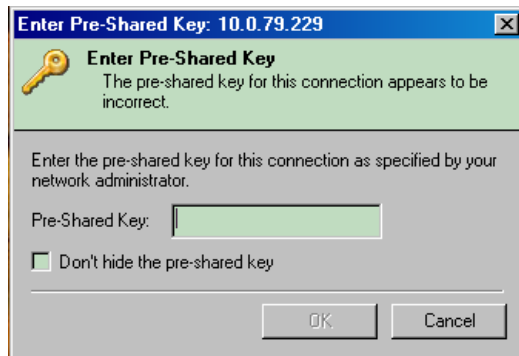 Enter Pre-Shared Key: 10.0.79.229
Enter Pre-Shared Key
The pre-shared key for this connection appears to be
incorrect.
Enter the pre-shared key for this connection as specified by your
network administrator.
Pre-Shared Key:
Don't hide the pre-shared key
OK
Cancel